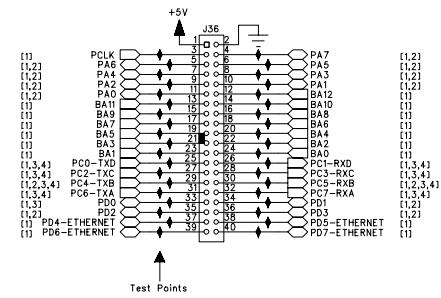 +5V
J36
1 2
[1] PCLK 3 4 PA7 [1,2]
[1,2] PA6 5 6 PA5 [1,2]
[1,2] PA4 7 8 PA3 [1,2]
[1,2] PA2 9 10 PA1 [1,2]
[1,2] PA0 11 12 BA12 [1]
[1] BA11 13 14 BA10 [1]
[1] BA9 15 16 BA8 [1]
[1] BA7 17 18 BA6 [1]
[1] BA5 19 20 BA4 [1]
[1] BA3 21 22 BA2 [1]
[1] BA1 23 24 BA0 [1]
[1,3,4] PC0-TXD 25 26 PC1-RXD [1,3,4]
[1,3,4] PC2-TXC 27 28 PC3-RXC [1,3,4]
[1,2,3,4] PC4-TXB 29 30 PC5-RXB [1,2,3,4]
[1,3,4] PC6-TXA 31 32 PC7-RXA [1,3,4]
[1,3] PD0 33 34 PD1 [1,2]
[1,2] PD2 35 36 PD3 [1,2]
[1] PD4-ETHERNET 37 38 PD5-ETHERNET [1]
[1] PD6-ETHERNET 39 40 PD7-ETHERNET [1]
Test Points